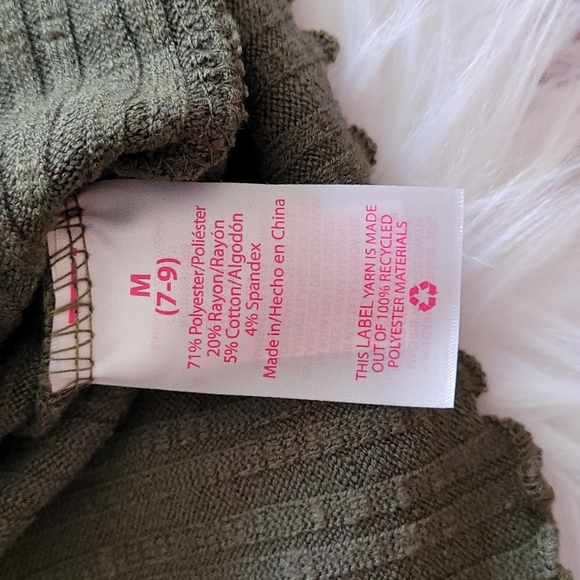 M
(7-9)
71% Polyester/Poliéster
20% Rayon/Rayón
5% Cotton/Algodón
4% Spandex
Made in/Hecho en China
THIS LABEL YARN IS MADE
OUT OF 100% RECYCLED
POLYESTER MATERIALS